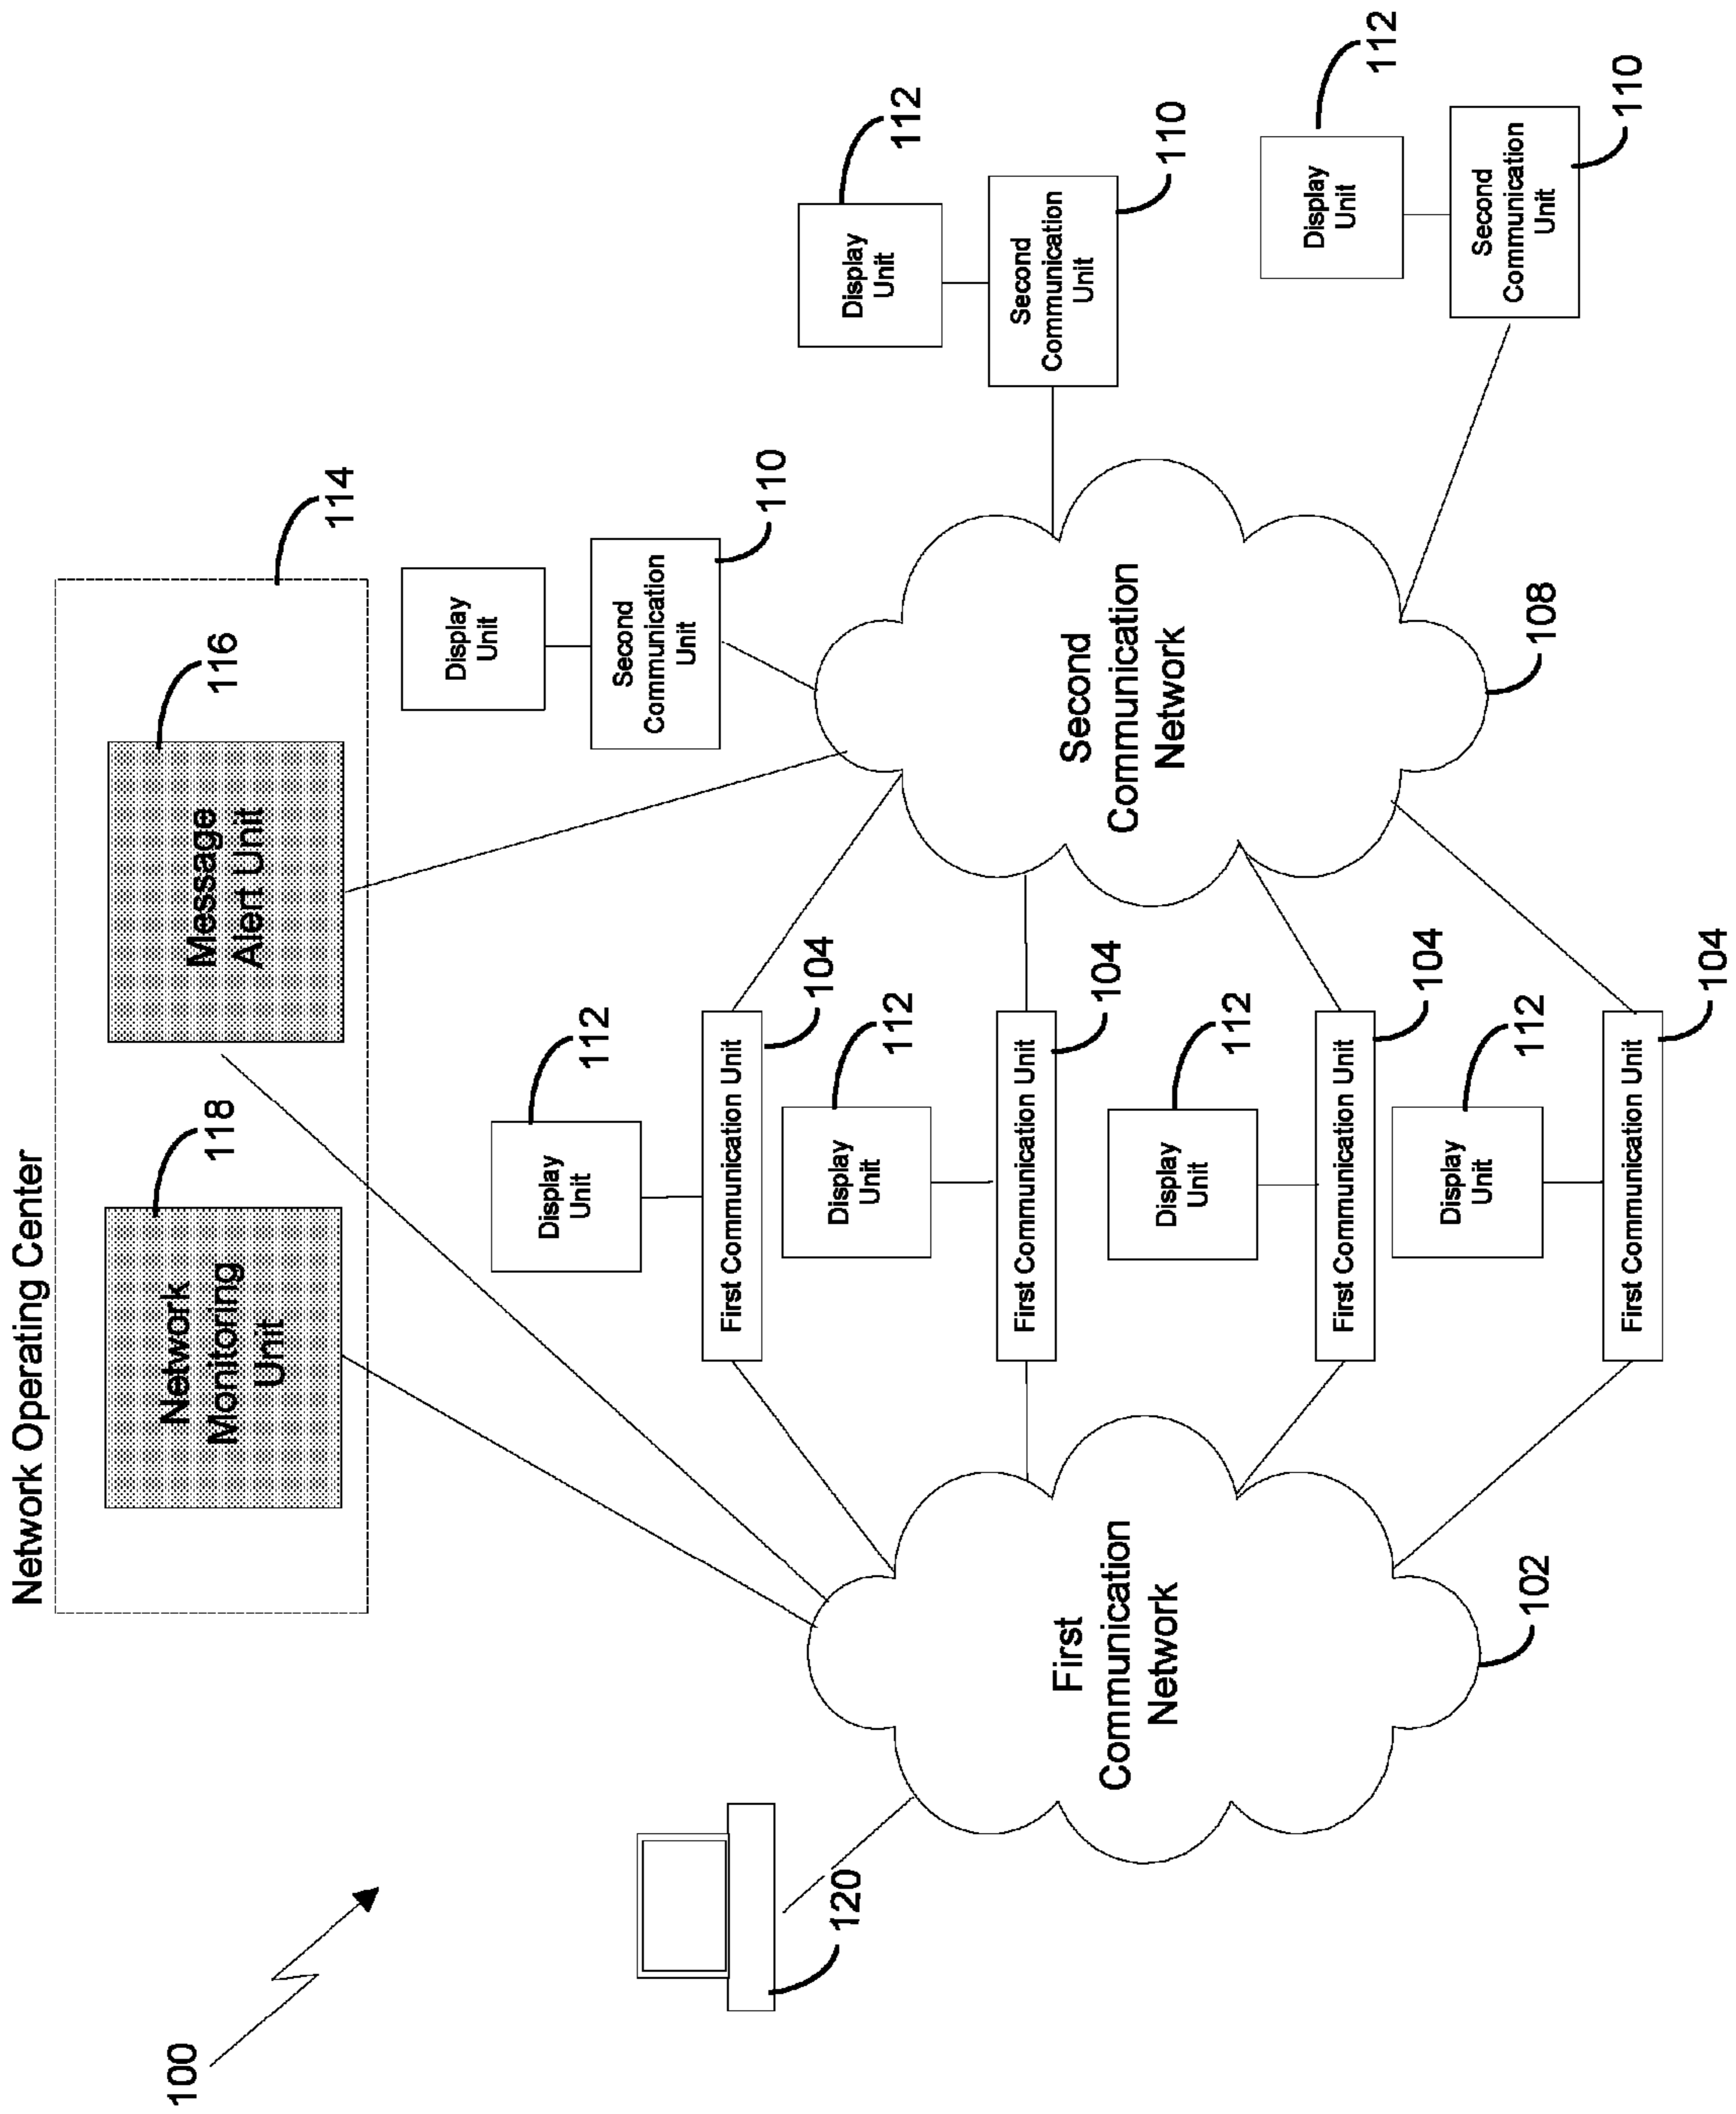 Network Operating Center
114
Network
Monitoring
Unit
118
Message
Alert Unit
116
100
120
First
Communication
Network
102
Display
Unit
112
First Communication Unit
104
Display
Unit
112
First Communication Unit
104
Display
Unit
112
First Communication Unit
104
Display
Unit
112
First Communication Unit
104
Second
Communication
Network
108
Display
Unit
Second
Communication
Unit
110
Display
Unit
112
Second
Communication
Unit
110
Display
Unit
112
Second
Communication
Unit
110